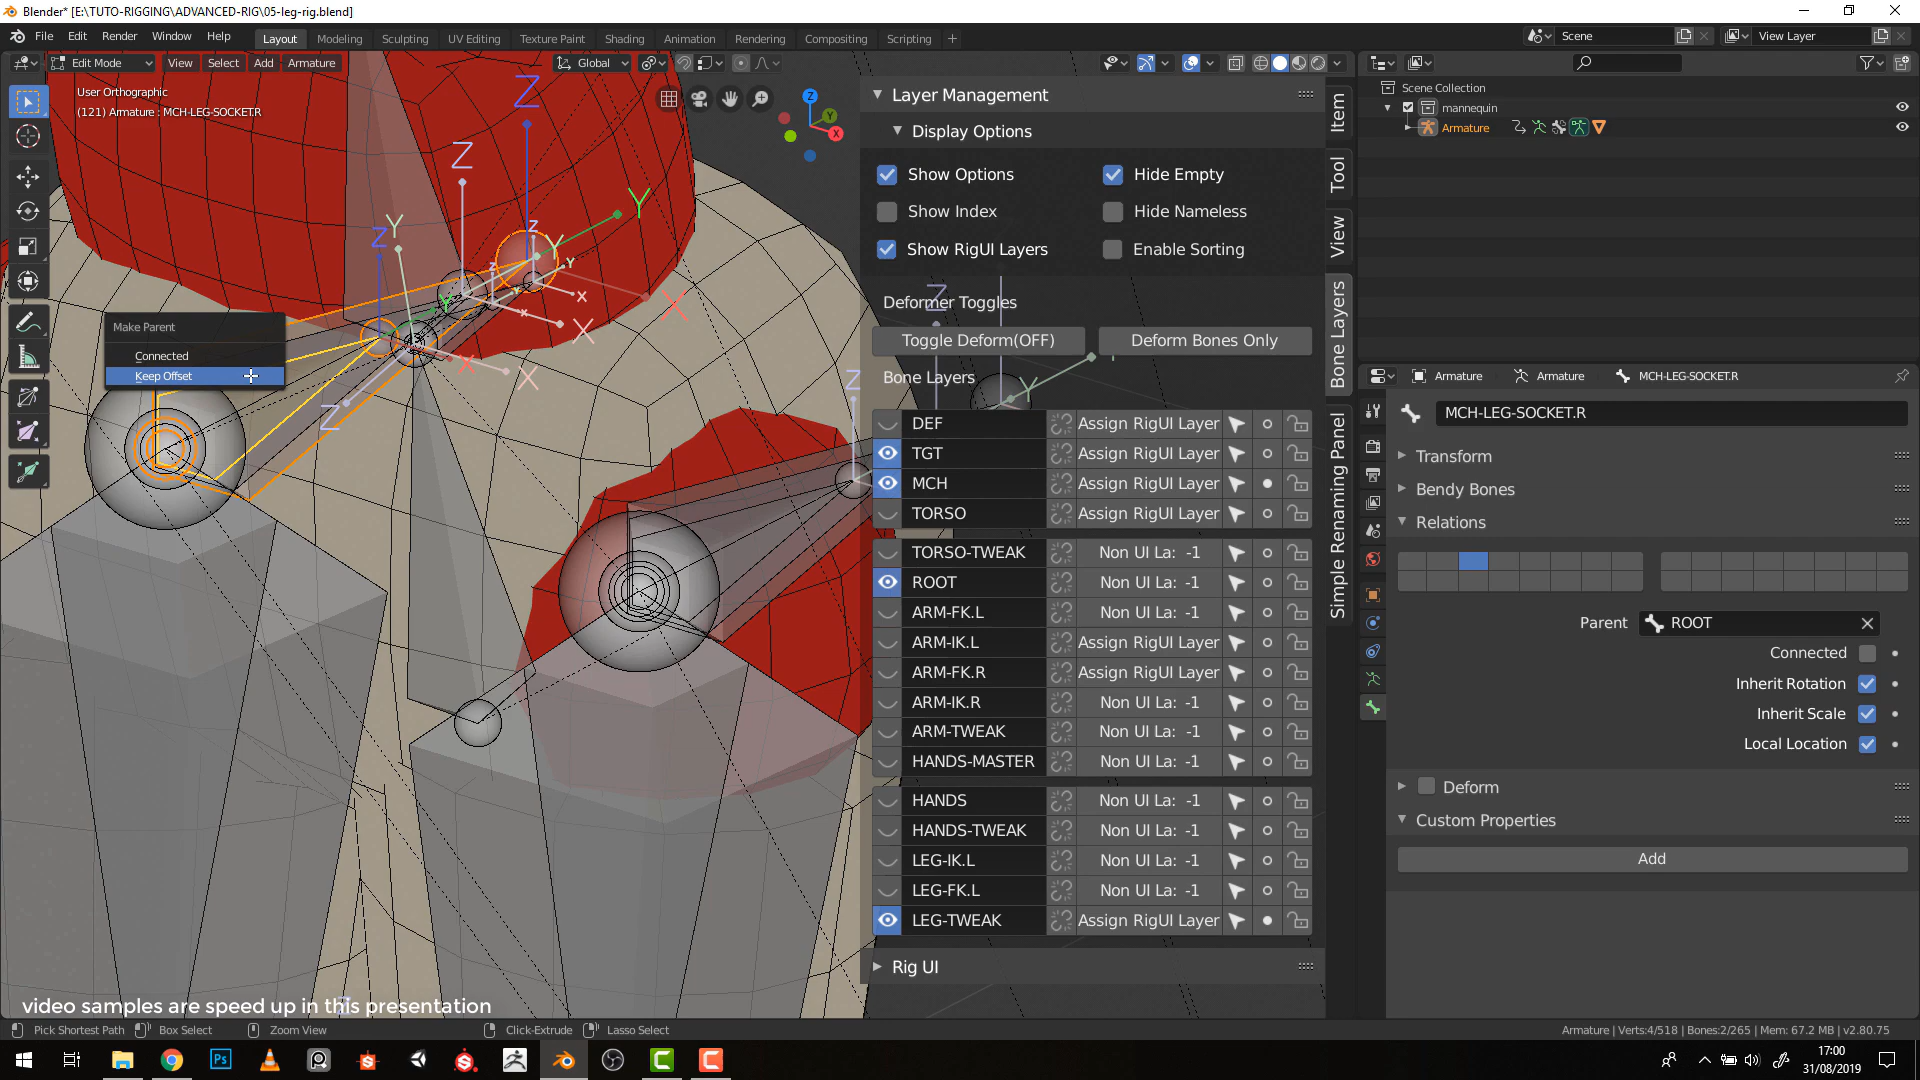 Blender* [E:\TUTO-RIGGING\ADVANCED-RIG\05-leg-rig.blend]
File Edit Render Window Help
Layout Modeling Sculpting UV Editing Texture Paint Shading Animation Rendering Compositing Scripting +
Scene
View Layer
Edit Mode View Select Add Armature
Global
User Orthographic
(121) Armature : MCH-LEG-SOCKET.R
Make Parent
Connected
Keep Offset
Layer Management
Display Options
Show Options Hide Empty
Show Index Hide Nameless
Show RigUI Layers Enable Sorting
Deformer Toggles
Toggle Deform(OFF) Deform Bones Only
Bone Layers
DEF Assign RigUI Layer
TGT Assign RigUI Layer
MCH Assign RigUI Layer
TORSO Assign RigUI Layer
TORSO-TWEAK Non UI La: -1
ROOT Non UI La: -1
ARM-FK.L Non UI La: -1
ARM-IK.L Assign RigUI Layer
ARM-FK.R Assign RigUI Layer
ARM-IK.R Non UI La: -1
ARM-TWEAK Non UI La: -1
HANDS-MASTER Non UI La: -1
HANDS Non UI La: -1
HANDS-TWEAK Non UI La: -1
LEG-IK.L Non UI La: -1
LEG-FK.L Non UI La: -1
LEG-TWEAK Assign RigUI Layer
Rig UI
Item
Tool
View
Bone Layers
Simple Renaming Panel
Scene Collection
mannequin
Armature
Armature Armature MCH-LEG-SOCKET.R
MCH-LEG-SOCKET.R
Transform
Bendy Bones
Relations
Parent ROOT
Connected
Inherit Rotation
Inherit Scale
Local Location
Deform
Custom Properties
Add
video samples are speed up in this presentation
Pick Shortest Path Box Select Zoom View Click-Extrude Lasso Select
Armature | Verts:4/518 | Bones:2/265 | Mem: 67.2 MB | v2.80.75
17:00
31/08/2019